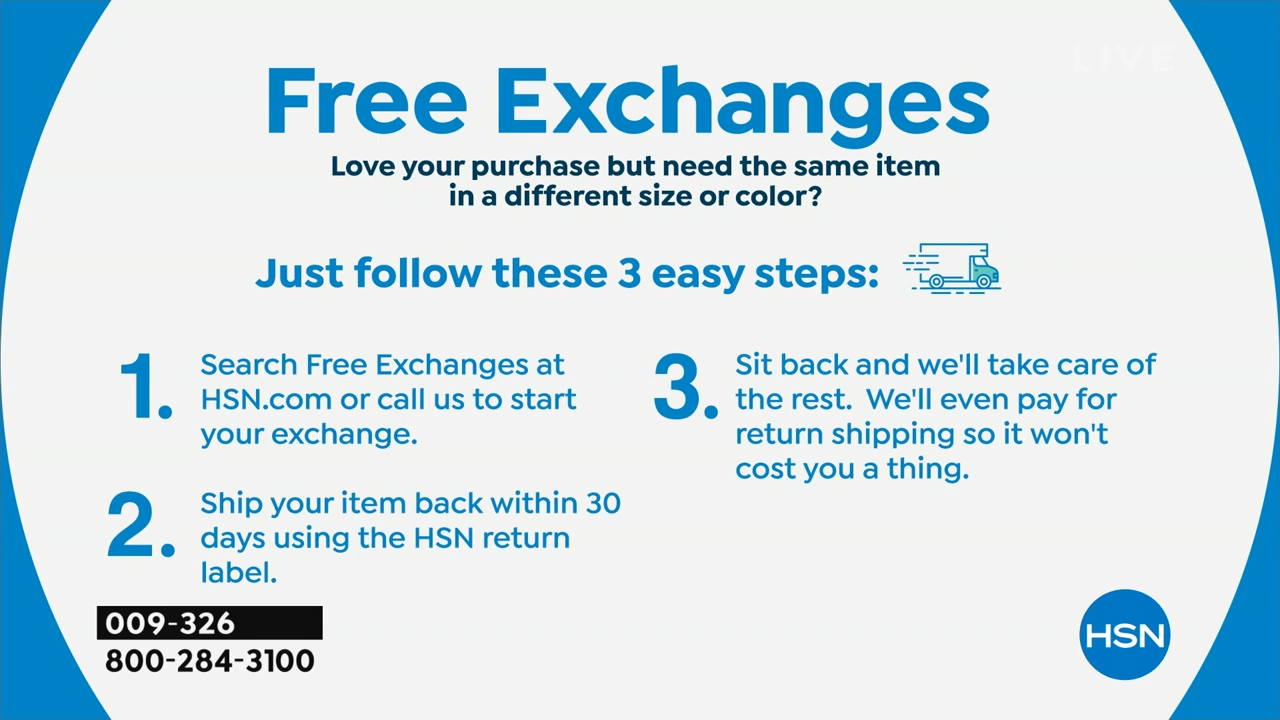 LIVE
Free Exchanges
Love your purchase but need the same item
in a different size or color?
Just follow these 3 easy steps:
1. Search Free Exchanges at
HSN.com or call us to start
your exchange.
2. Ship your item back within 30
days using the HSN return
label.
3. Sit back and we'll take care of
the rest. We'll even pay for
return shipping so it won't
cost you a thing.
009-326
800-284-3100
HSN